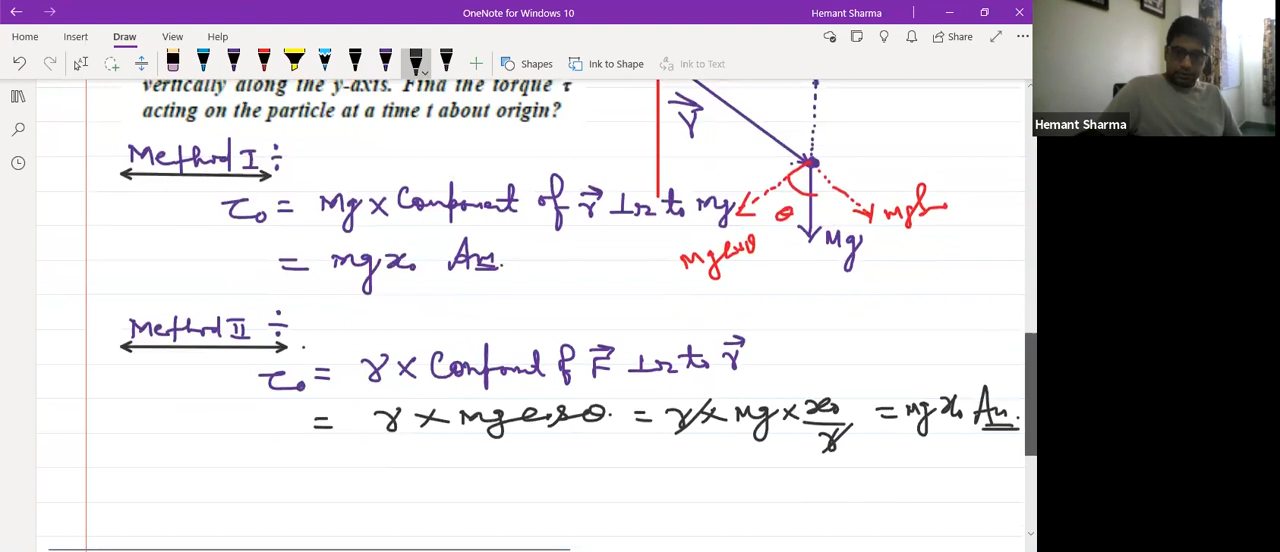 OneNote for Windows 10
Hemant Sharma
Home Insert Draw View Help
Share
Shapes Ink to Shape Ink to Text
Hemant Sharma
vertically along the y-axis. Find the torque τ
acting on the particle at a time t about origin?
r
Method I ÷
τ₀ = mg × Component of r ⊥r to mg
= mg x₀ Ans.
θ
mg cosθ
Mg
Method II ÷
τ₀ = r × Component of F ⊥r to r
= r × mg cosθ = r × mg × x₀/r = mg x₀ Ans.